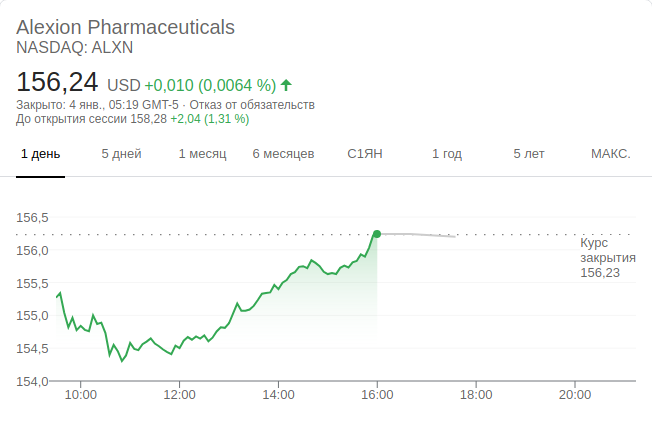 Alexion Pharmaceuticals
NASDAQ: ALXN
156,24 USD +0,010 (0,0064 %)
Закрыто: 4 янв., 05:19 GMT-5 · Отказ от обязательств
До открытия сессии 158,28 +2,04 (1,31 %)
1 день 5 дней 1 месяц 6 месяцев С1ЯН 1 год 5 лет МАКС.
156,5
156,0
155,5
155,0
154,5
154,0
Курс
закрытия
156,23
10:00 12:00 14:00 16:00 18:00 20:00